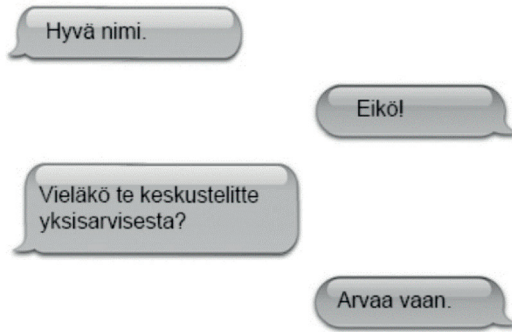 Hyvä nimi.
Eikö!
Vieläkö te keskustelitte
yksisarvisesta?
Arvaa vaan.